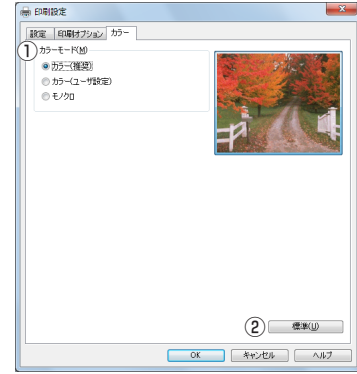 印刷設定
設定 印刷オプション カラー
① カラーモード(M)
カラー(推奨)
カラー(ユーザ設定)
モノクロ
② 標準(U)
OK キャンセル ヘルプ